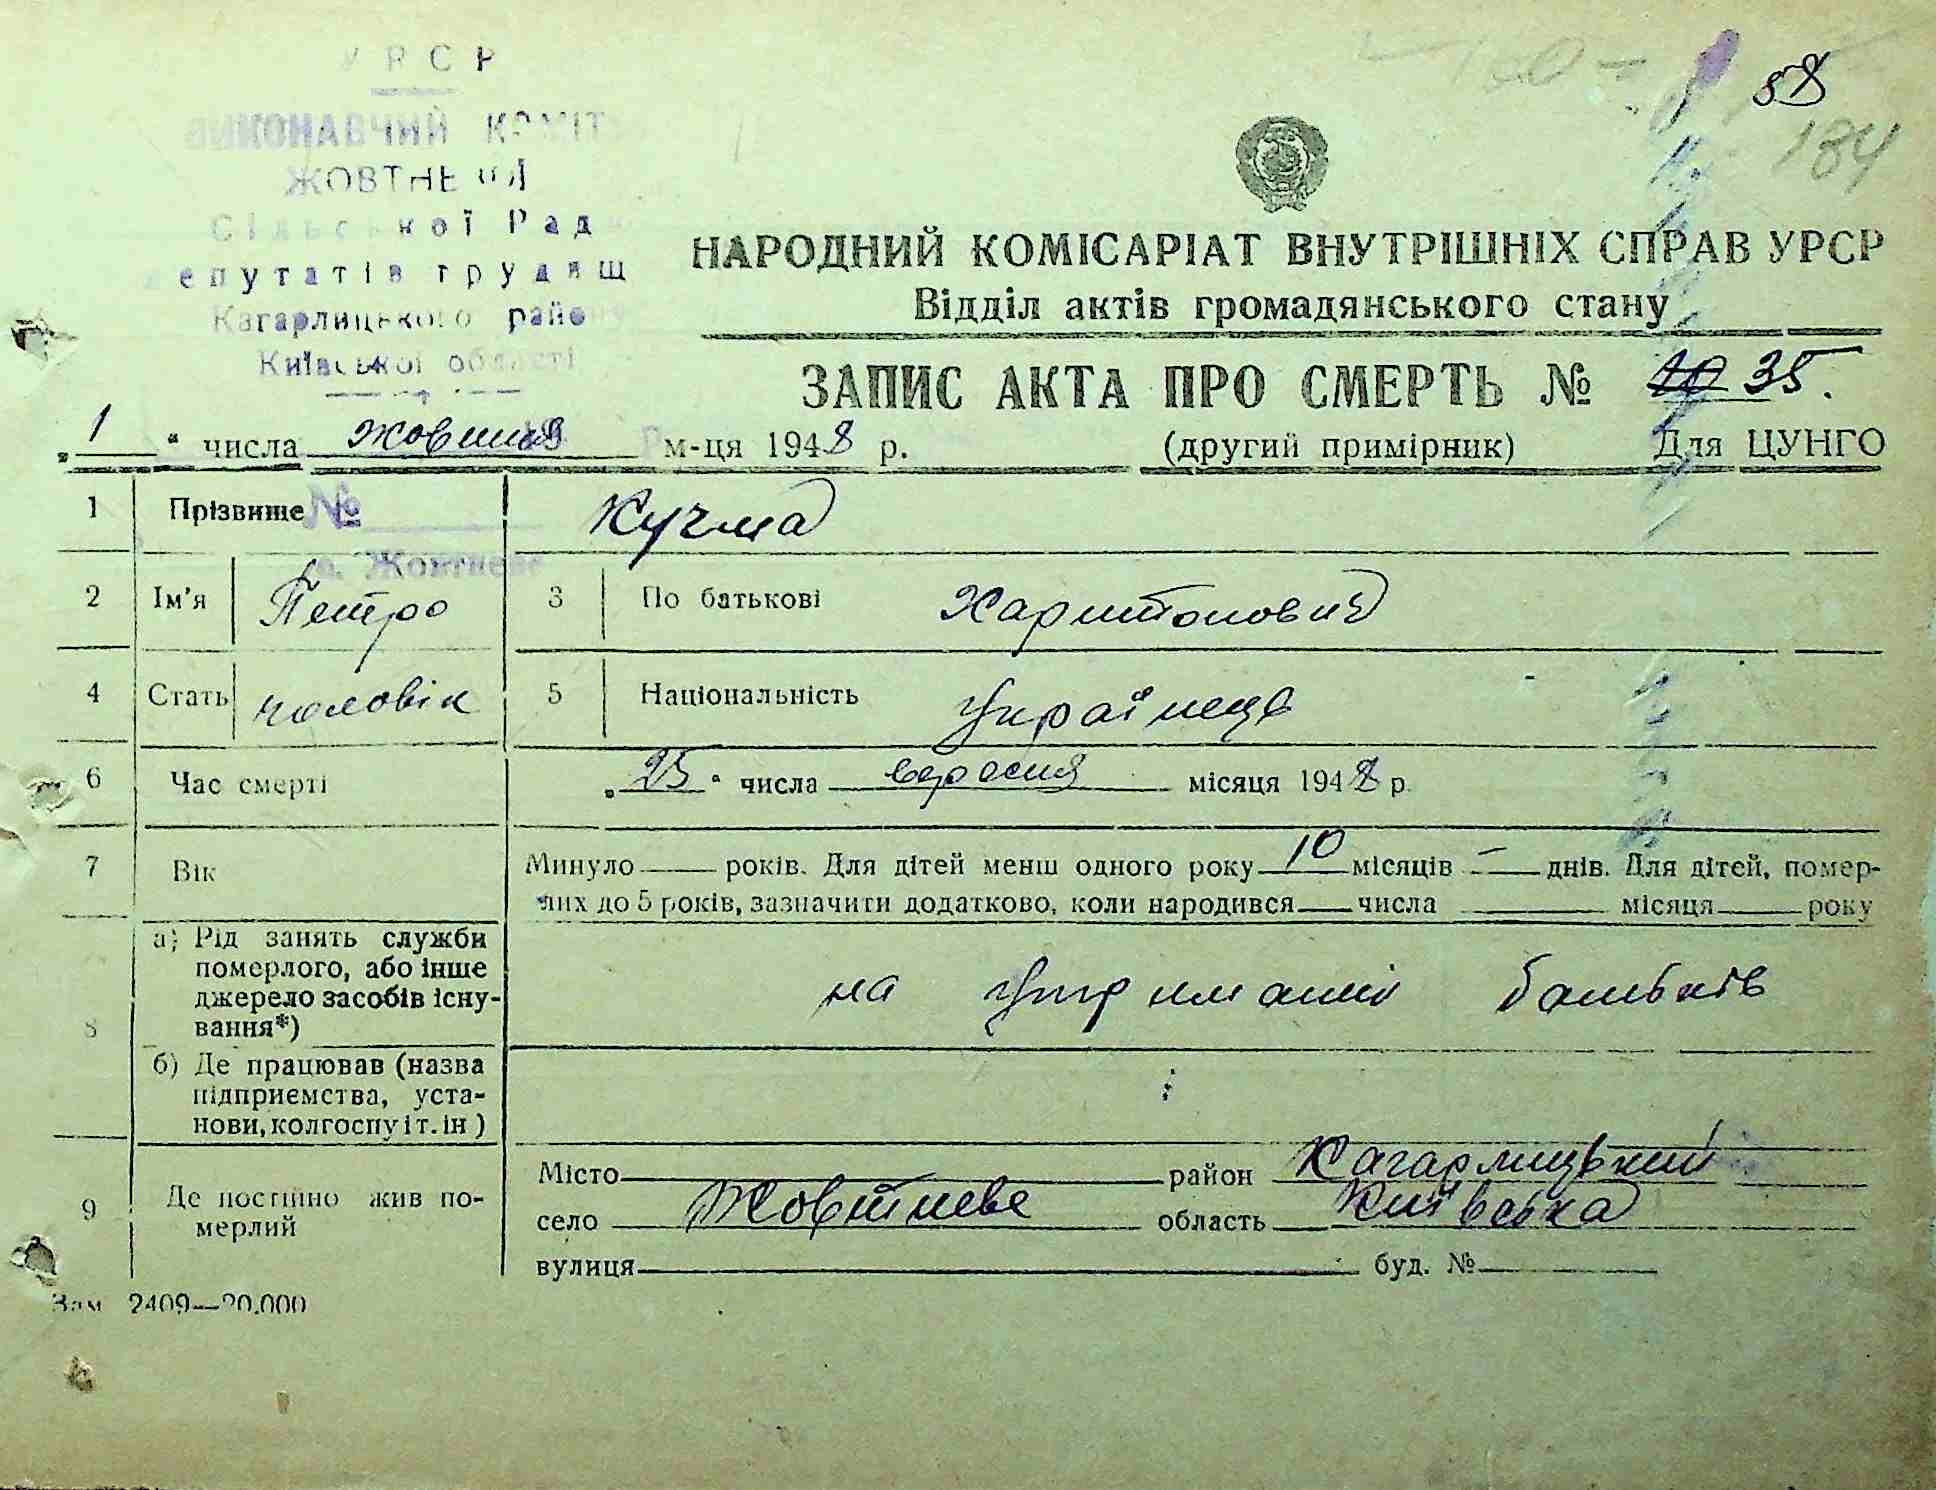 УРСР
ВИКОНАВЧИЙ КОМІТ
ЖОВТНЕВОЇ
Сільської Рад
депутатів трудящ
Кагарлицького райо
Київської області
88
184
НАРОДНИЙ КОМІСАРІАТ ВНУТРІШНІХ СПРАВ УРСР
Відділ актів громадянського стану
ЗАПИС АКТА ПРО СМЕРТЬ № 35.
„1“ числа жовтня м-ця 1948 р. (другий примірник) Для ЦУНГО
№
с. Жовтневе
1 Прізвище Кучма
2 Ім'я Петро 3 По батькові Харитонович
4 Стать чоловік 5 Національність українець
6 Час смерті „25“ числа вересня місяця 1948 р.
7 Вік Минуло — років. Для дітей менш одного року 10 місяців — днів. Для дітей, помер-
лих до 5 років, зазначити додатково, коли народився числа місяця року
8 а) Рід занять служби
померлого, або інше
джерело засобів існу-
вання*) на утриманні батьків
б) Де працював (назва
підприємства, уста-
нови, колгоспу і т. ін )
9 Де постійно жив по-
мерлий
Місто район Кагарлицький
село Жовтневе область Київська
вулиця буд. №
Зам 2409—20.000